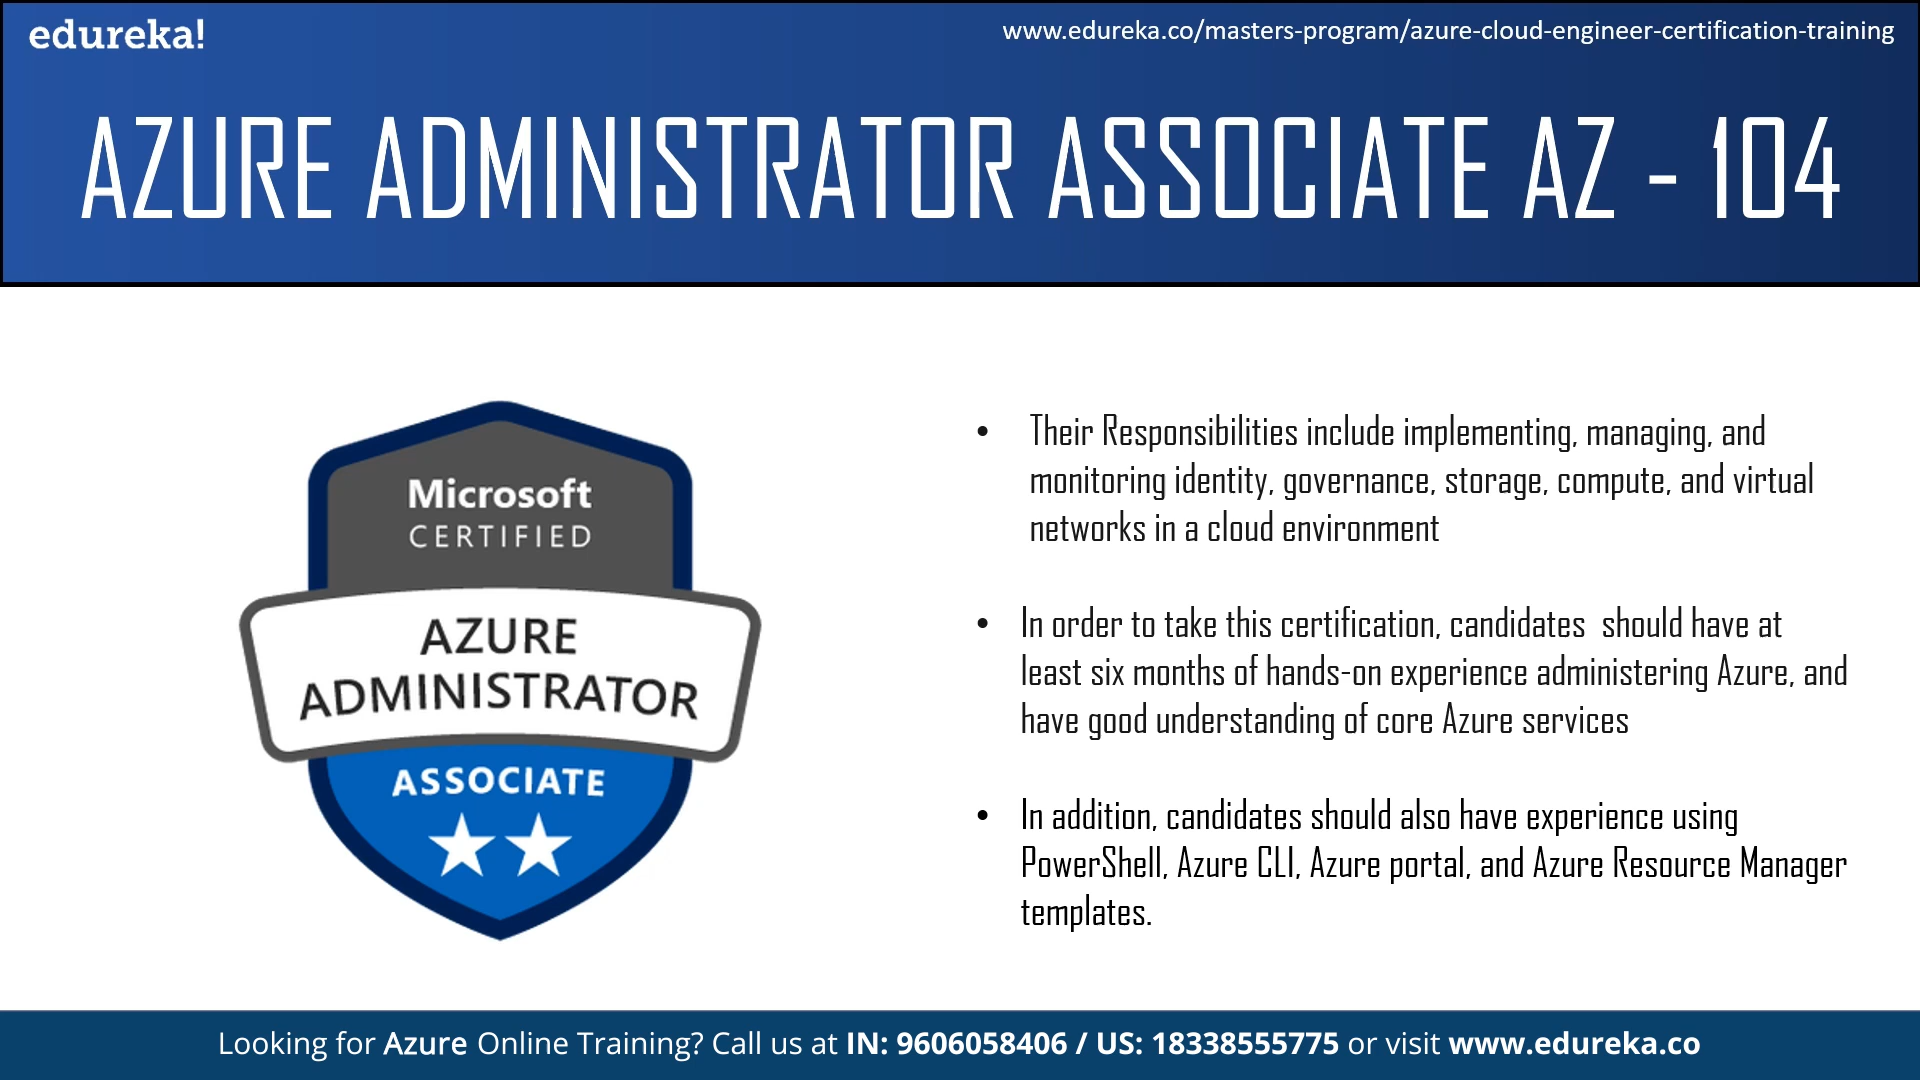 edureka!
www.edureka.co/masters-program/azure-cloud-engineer-certification-training
AZURE ADMINISTRATOR ASSOCIATE AZ - 104
Microsoft
CERTIFIED
AZURE
ADMINISTRATOR
ASSOCIATE
• Their Responsibilities include implementing, managing, and
monitoring identity, governance, storage, compute, and virtual
networks in a cloud environment
• In order to take this certification, candidates  should have at
least six months of hands-on experience administering Azure, and
have good understanding of core Azure services
• In addition, candidates should also have experience using
PowerShell, Azure CLI, Azure portal, and Azure Resource Manager
templates.
Looking for Azure Online Training? Call us at IN: 9606058406 / US: 18338555775 or visit www.edureka.co